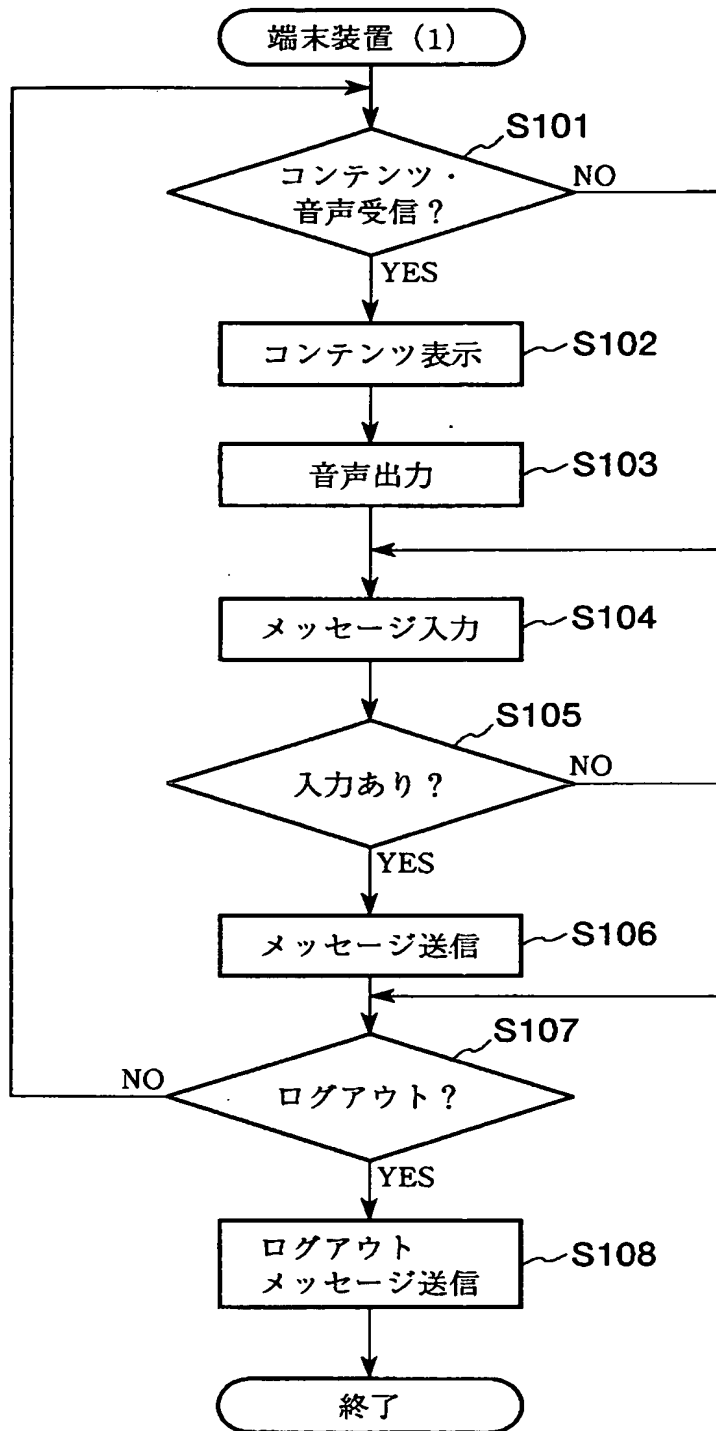 端末装置 (1)
S101
コンテンツ・
音声受信?
NO
YES
コンテンツ表示
S102
音声出力
S103
メッセージ入力
S104
S105
入力あり?
NO
YES
メッセージ送信
S106
S107
NO
ログアウト?
YES
ログアウト
メッセージ送信
S108
終了